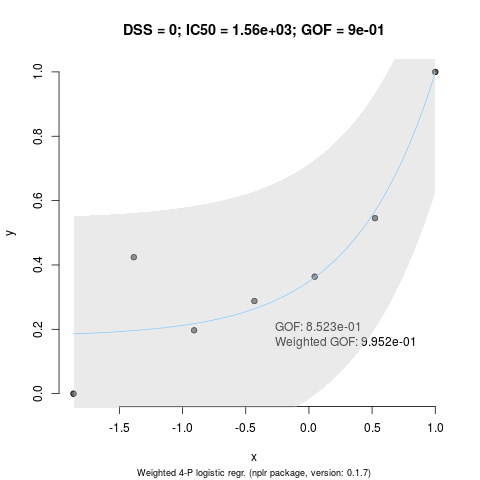 DSS = 0; IC50 = 1.56e+03; GOF = 9e-01
1.0
0.8
0.6
y
0.4
0.2
0.0
GOF: 8.523e-01
Weighted GOF: 9.952e-01
-1.5 -1.0 -0.5 0.0 0.5 1.0
x
Weighted 4-P logistic regr. (nplr package, version: 0.1.7)